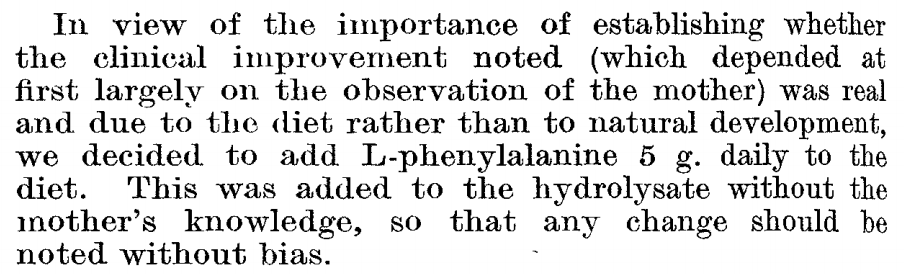 In view of the importance of establishing whether
the clinical improvement noted (which depended at
first largely on the observation of the mother) was real
and due to the diet rather than to natural development,
we decided to add L-phenylalanine 5 g. daily to the
diet. This was added to the hydrolysate without the
mother's knowledge, so that any change should be
noted without bias.